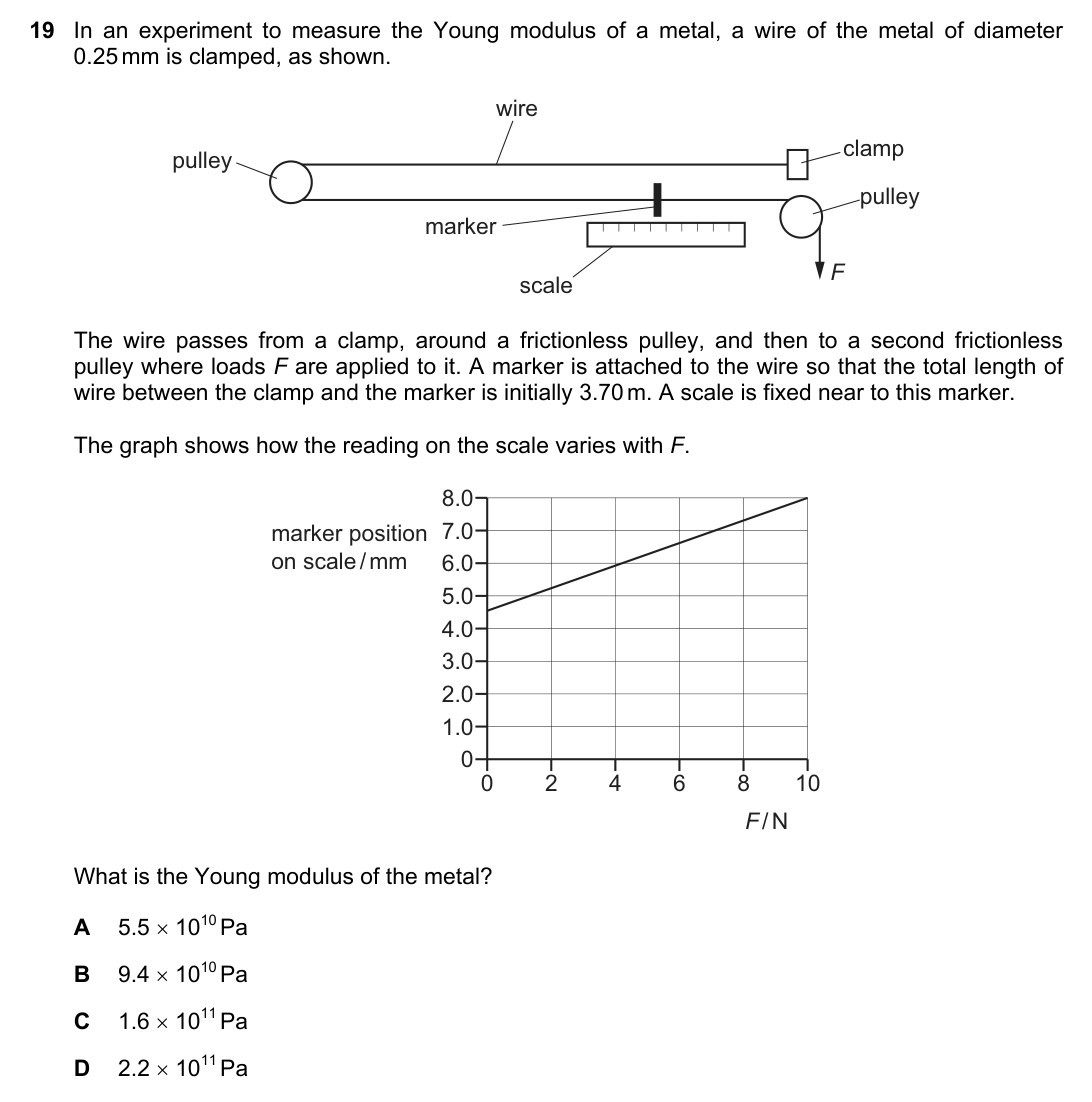 19 In an experiment to measure the Young modulus of a metal, a wire of the metal of diameter
0.25 mm is clamped, as shown.
wire
pulley
clamp
pulley
marker
F
scale
The wire passes from a clamp, around a frictionless pulley, and then to a second frictionless
pulley where loads F are applied to it. A marker is attached to the wire so that the total length of
wire between the clamp and the marker is initially 3.70 m. A scale is fixed near to this marker.
The graph shows how the reading on the scale varies with F.
marker position
on scale / mm
8.0
7.0
6.0
5.0
4.0
3.0
2.0
1.0
0
0 2 4 6 8 10
F / N
What is the Young modulus of the metal?
A 5.5 × 10¹⁰ Pa
B 9.4 × 10¹⁰ Pa
C 1.6 × 10¹¹ Pa
D 2.2 × 10¹¹ Pa